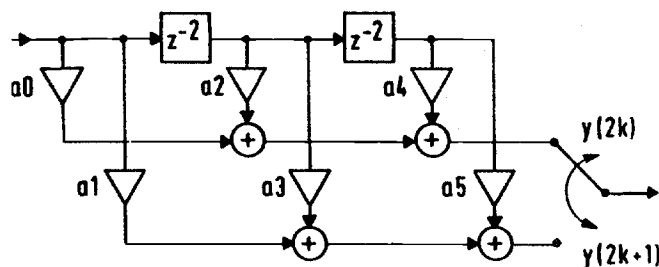 z⁻² z⁻²
a0 a2 a4
+ +
y(2k)
a1 a3 a5
+ +
y(2k+1)